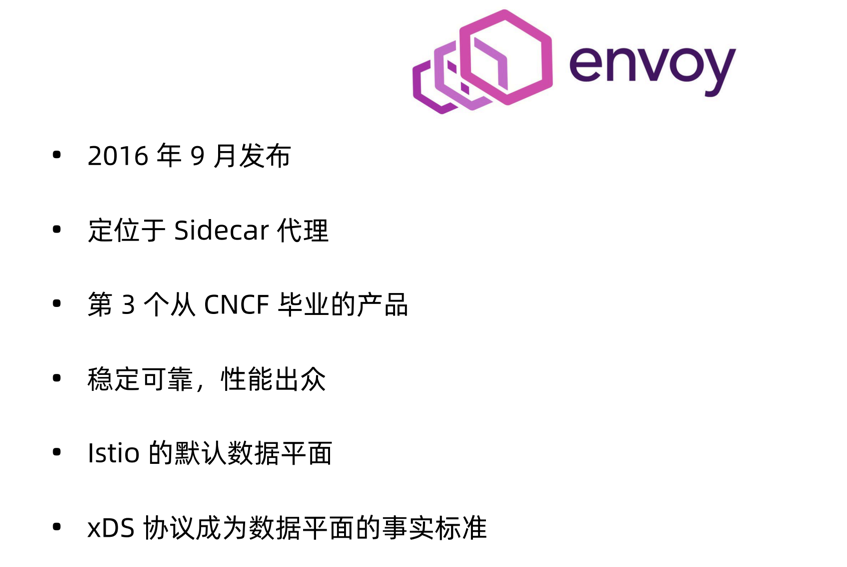 envoy
• 2016 年 9 月发布
• 定位于 Sidecar 代理
• 第 3 个从 CNCF 毕业的产品
• 稳定可靠，性能出众
• Istio 的默认数据平面
• xDS 协议成为数据平面的事实标准